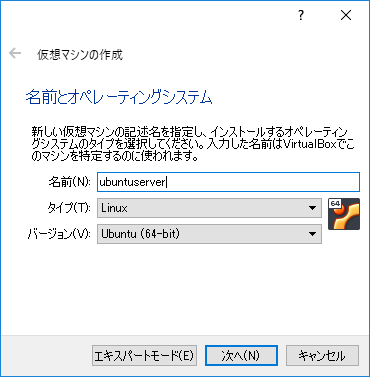 ?
仮想マシンの作成
名前とオペレーティングシステム
新しい仮想マシンの記述名を指定し、インストールするオペレーティン
グシステムのタイプを選択してください。入力した名前はVirtualBoxでこ
のマシンを特定するのに使われます。
名前(N): ubuntuserver
タイプ(T): Linux
64
バージョン(V): Ubuntu (64-bit)
エキスパートモード(E) 次へ(N) キャンセル